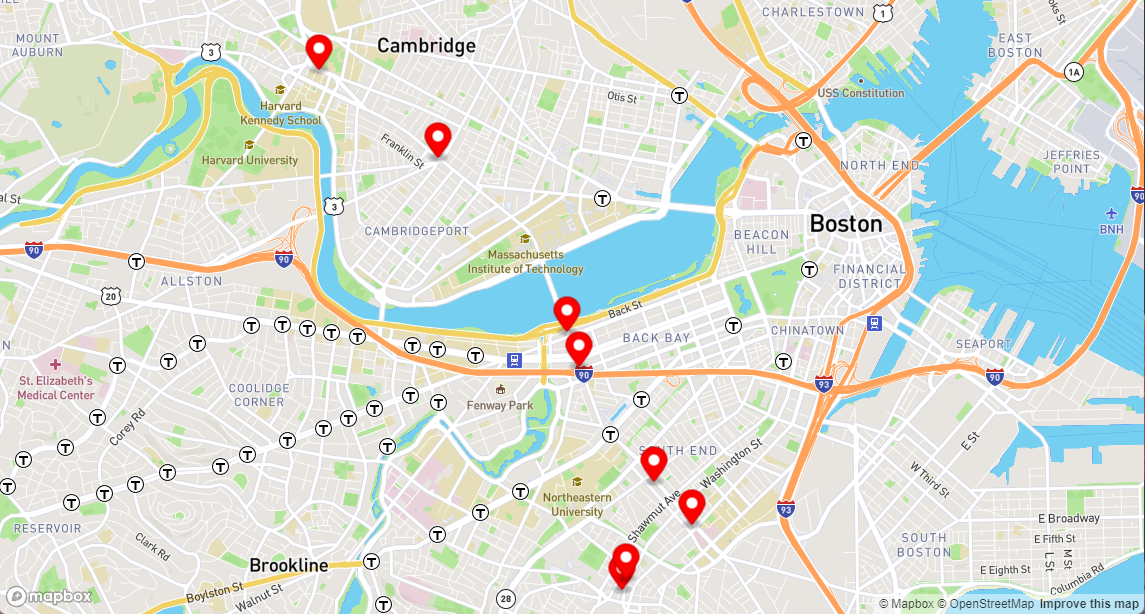 CHARLESTOWN
1
MOUNT
AUBURN
3
Cambridge
EAST
BOSTON
1A
USS Constitution
Otis St
T
Harvard
Kennedy School
Franklin St
T
NORTH END
Harvard University
JEFFRIES
POINT
90
3
T
BNH
Boston
CAMBRIDGEPORT
BEACON
HILL
90
90
Massachusetts
Institute of Technology
T
T
FINANCIAL
DISTRICT
ALLSTON
20
Back St
T
T
T
T
T
T
CHINATOWN
BACK BAY
T
T
T
T
SEAPORT
T
T
T
St. Elizabeth's
Medical Center
90
93
90
COOLIDGE
CORNER
T
T
Fenway Park
T
T
T
T
Corey Rd
T
T
T
T
T
E St
SOUTH END
Washington St
T
T
T
T
T
T
T
W Third St
Northeastern
University
T
T
T
Shawmut Ave
93
T
RESERVOIR
E Broadway
T
Clark Rd
SOUTH
BOSTON
E Fifth St
L St
M St
Brookline
T
E Eighth St
Columbia Rd
Boylston St
Walnut St
28
T
mapbox
© Mapbox © OpenStreetMap Improve this map